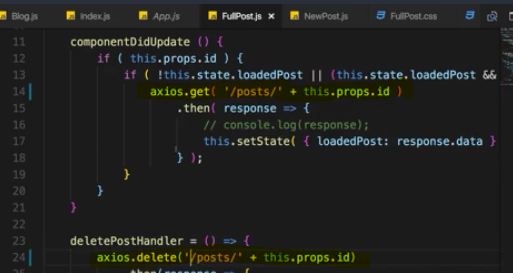 Blog.js index.js App.js FullPost.js × NewPost.js FullPost.css
11 componentDidUpdate () {
12 if ( this.props.id ) {
13 if ( !this.state.loadedPost || (this.state.loadedPost &&
14 axios.get( '/posts/' + this.props.id )
15 .then( response => {
16 // console.log(response);
17 this.setState( { loadedPost: response.data }
18 } );
19 }
20 }
21 }
22
23 deletePostHandler = () => {
24 axios.delete('/posts/' + this.props.id)
.then(response => {